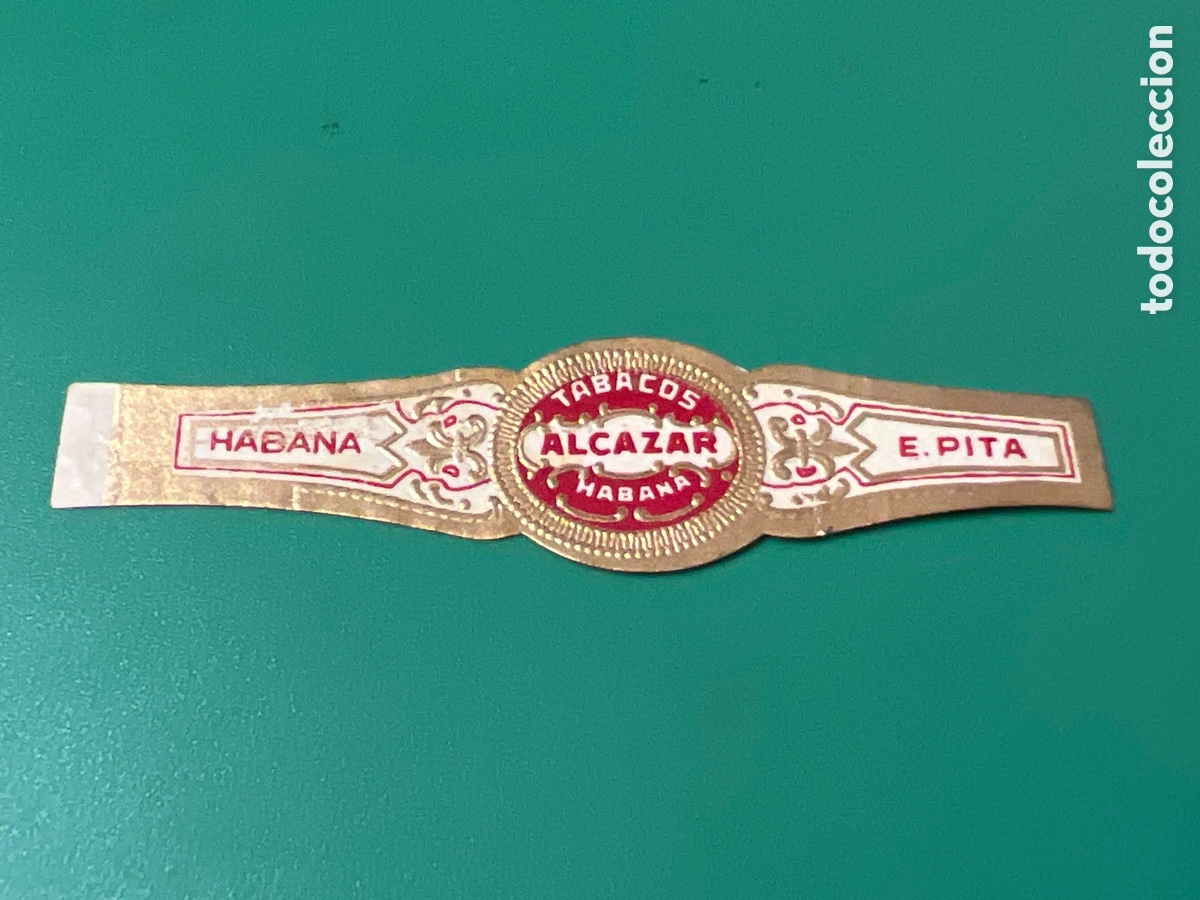 HABANA
TABACOS
ALCAZAR
HABANA
E. PITA
todocoleccion